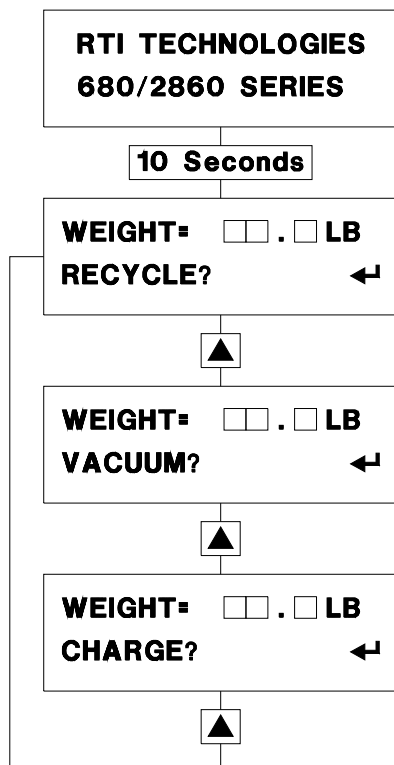 RTI TECHNOLOGIES
680/2860 SERIES
10 Seconds
WEIGHT= □□.□ LB
RECYCLE? ↵
▲
WEIGHT= □□.□ LB
VACUUM? ↵
▲
WEIGHT= □□.□ LB
CHARGE? ↵
▲